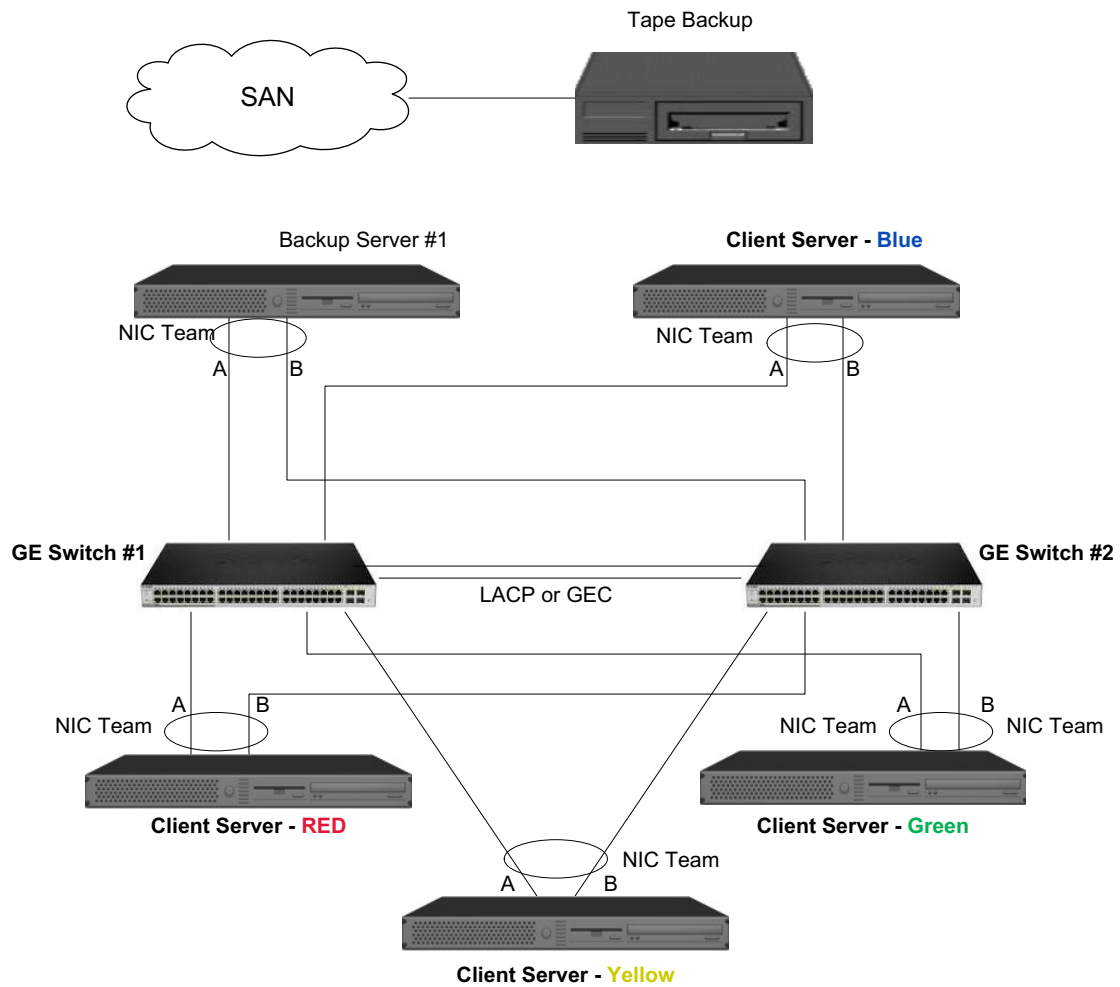 Tape Backup
SAN
Backup Server #1
Client Server - Blue
NIC Team
A
B
NIC Team
A
B
GE Switch #1
GE Switch #2
LACP or GEC
A
B
NIC Team
A
B
NIC Team
NIC Team
Client Server - RED
Client Server - Green
NIC Team
A
B
Client Server - Yellow